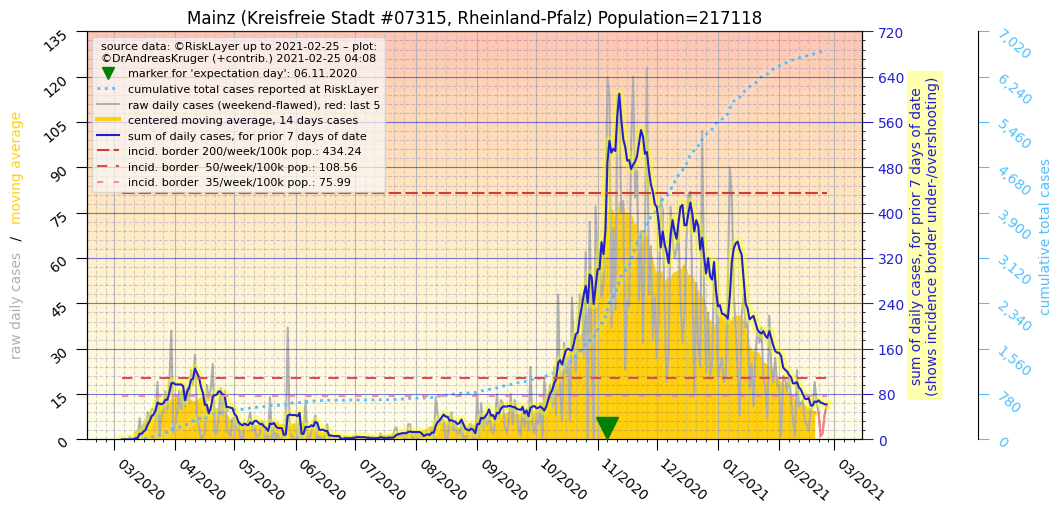 Mainz (Kreisfreie Stadt #07315, Rheinland-Pfalz) Population=217118
source data: ©RiskLayer up to 2021-02-25 – plot:
©DrAndreasKruger (+contrib.) 2021-02-25 04:08
marker for 'expectation day': 06.11.2020
cumulative total cases reported at RiskLayer
raw daily cases (weekend-flawed), red: last 5
centered moving average, 14 days cases
sum of daily cases, for prior 7 days of date
incid. border 200/week/100k pop.: 434.24
incid. border 50/week/100k pop.: 108.56
incid. border 35/week/100k pop.: 75.99
raw daily cases / moving average
135
120
105
90
75
60
45
30
15
0
03/2020
04/2020
05/2020
06/2020
07/2020
08/2020
09/2020
10/2020
11/2020
12/2020
01/2021
02/2021
03/2021
720
640
560
480
400
320
240
160
80
0
sum of daily cases, for prior 7 days of date
(shows incidence border under-/overshooting)
7,020
6,240
5,460
4,680
3,900
3,120
2,340
1,560
780
0
cumulative total cases